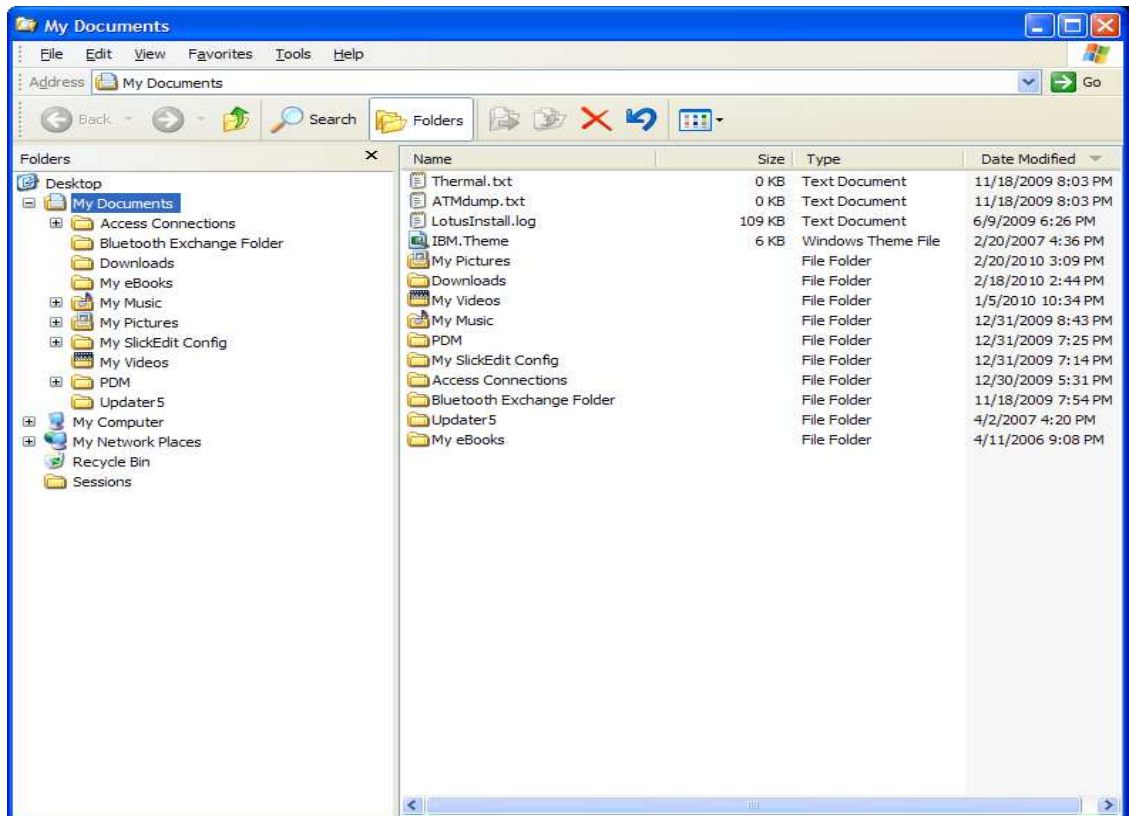 My Documents
File Edit View Favorites Tools Help
Address My Documents Go
Back Search Folders
Folders
Desktop
My Documents
Access Connections
Bluetooth Exchange Folder
Downloads
My eBooks
My Music
My Pictures
My SlickEdit Config
My Videos
PDM
Updater5
My Computer
My Network Places
Recycle Bin
Sessions
Name Size Type Date Modified
Thermal.txt 0 KB Text Document 11/18/2009 8:03 PM
ATMdump.txt 0 KB Text Document 11/18/2009 8:03 PM
LotusInstall.log 109 KB Text Document 6/9/2009 6:26 PM
IBM.Theme 6 KB Windows Theme File 2/20/2007 4:36 PM
My Pictures File Folder 2/20/2010 3:09 PM
Downloads File Folder 2/18/2010 2:44 PM
My Videos File Folder 1/5/2010 10:34 PM
My Music File Folder 12/31/2009 8:43 PM
PDM File Folder 12/31/2009 7:25 PM
My SlickEdit Config File Folder 12/31/2009 7:14 PM
Access Connections File Folder 12/30/2009 5:31 PM
Bluetooth Exchange Folder File Folder 11/18/2009 7:54 PM
Updater5 File Folder 4/2/2007 4:20 PM
My eBooks File Folder 4/11/2006 9:08 PM